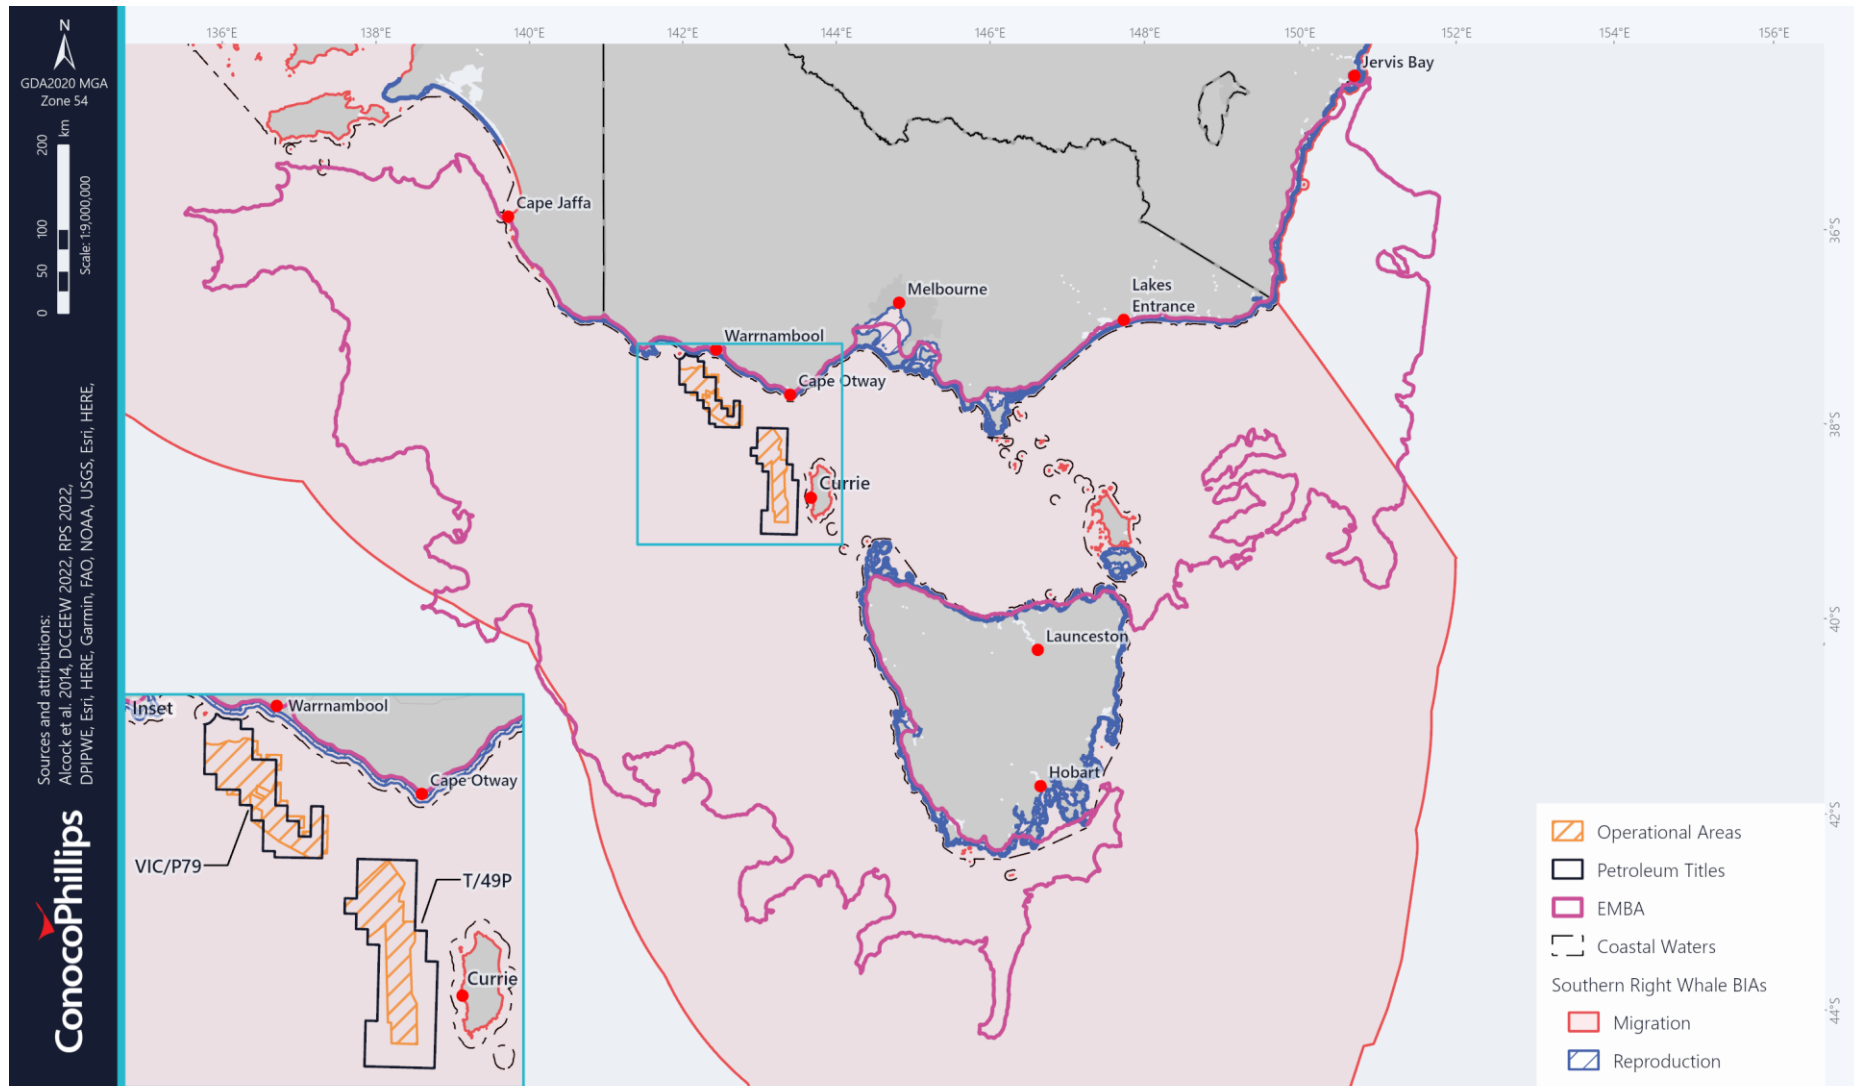 136°E
138°E
140°E
142°E
144°E
146°E
148°E
150°E
152°E
154°E
156°E
N
GDA2020 MGA
Zone 54
0
50
100
200
km
Scale: 1:9,000,000
Sources and attributions:
Alcock et al. 2014, DCCEEW 2022, RPS 2022,
DPIPWE, Esri, HERE, Garmin, FAO, NOAA, USGS, Esri, HERE,
ConocoPhillips
Jervis Bay
Cape Jaffa
36°S
Melbourne
Lakes
Entrance
Warrnambool
Cape Otway
38°S
Currie
40°S
Launceston
Hobart
42°S
44°S
Inset
Warrnambool
Cape Otway
VIC/P79
T/49P
Currie
Operational Areas
Petroleum Titles
EMBA
Coastal Waters
Southern Right Whale BIAs
Migration
Reproduction